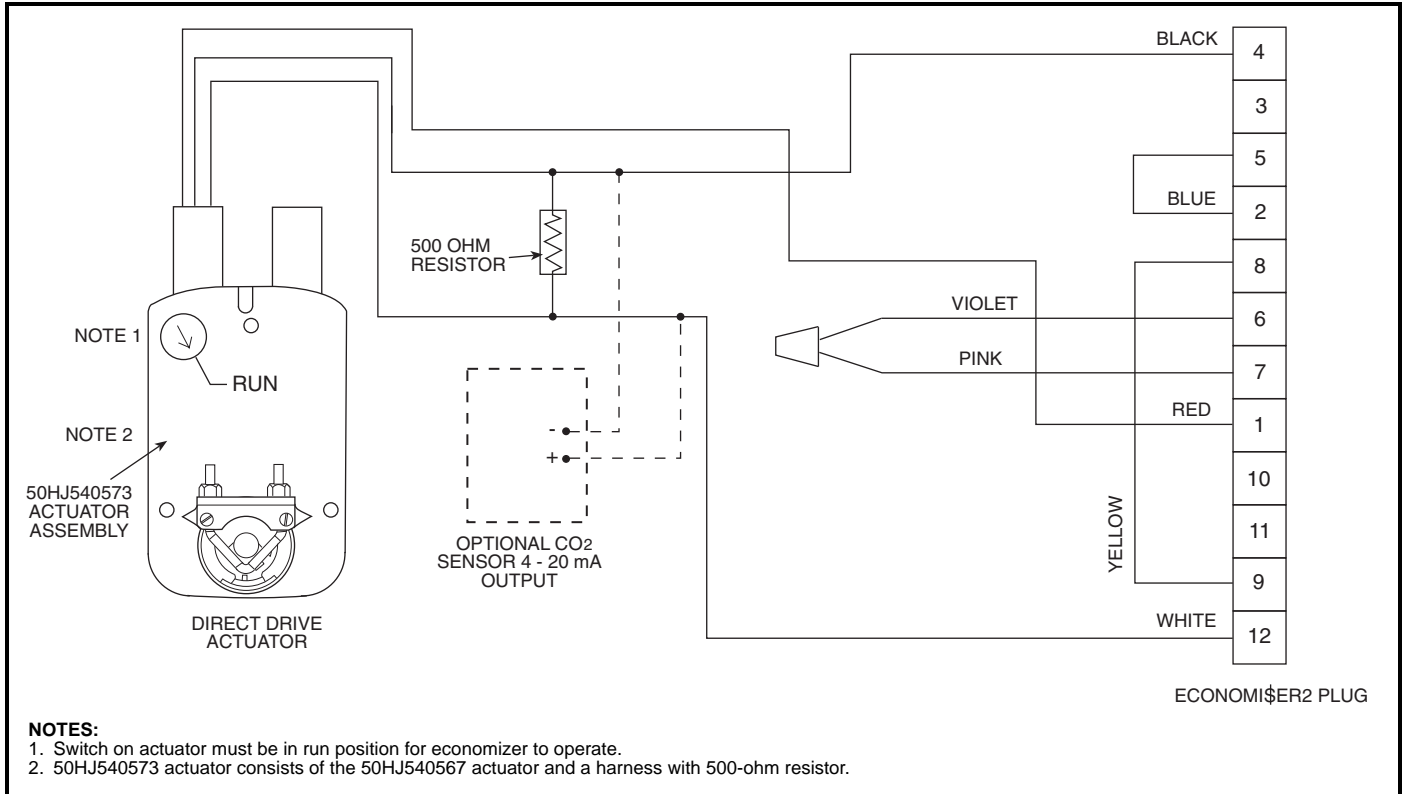 BLACK
4
3
5
BLUE
2
8
500 OHM
RESISTOR
VIOLET
6
NOTE 1
PINK
7
RUN
RED
1
NOTE 2
-
+
10
50HJ540573
ACTUATOR
ASSEMBLY
YELLOW
11
OPTIONAL CO2
SENSOR 4 - 20 mA
OUTPUT
9
DIRECT DRIVE
ACTUATOR
WHITE
12
ECONOMI$ER2 PLUG
NOTES:
1. Switch on actuator must be in run position for economizer to operate.
2. 50HJ540573 actuator consists of the 50HJ540567 actuator and a harness with 500-ohm resistor.